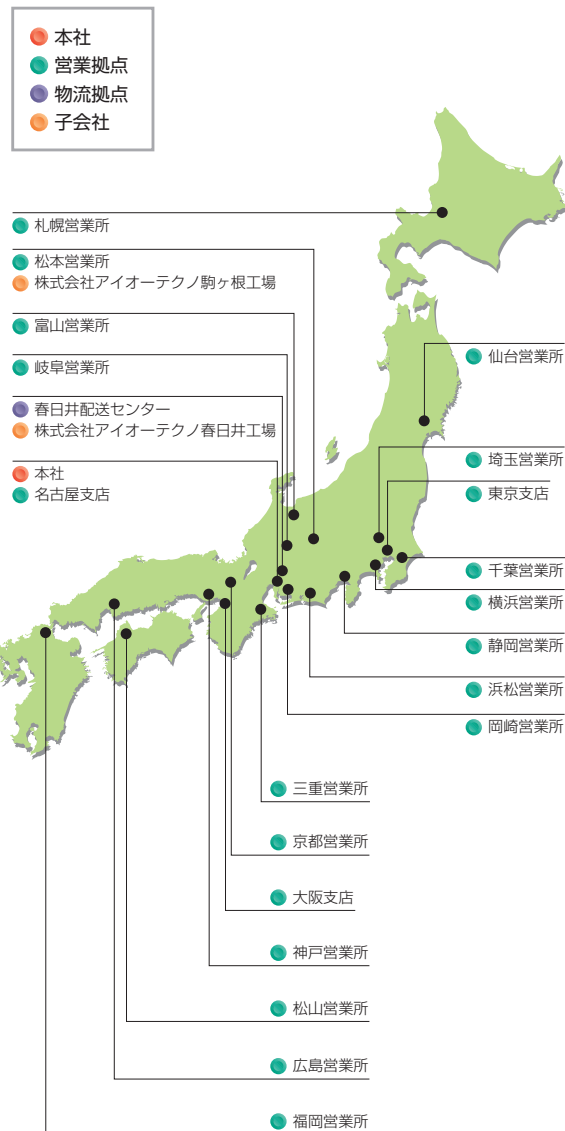 本社
営業拠点
物流拠点
子会社
札幌営業所
松本営業所
株式会社アイオーテクノ駒ヶ根工場
富山営業所
岐阜営業所
春日井配送センター
株式会社アイオーテクノ春日井工場
本社
名古屋支店
仙台営業所
埼玉営業所
東京支店
千葉営業所
横浜営業所
静岡営業所
浜松営業所
岡崎営業所
三重営業所
京都営業所
大阪支店
神戸営業所
松山営業所
広島営業所
福岡営業所